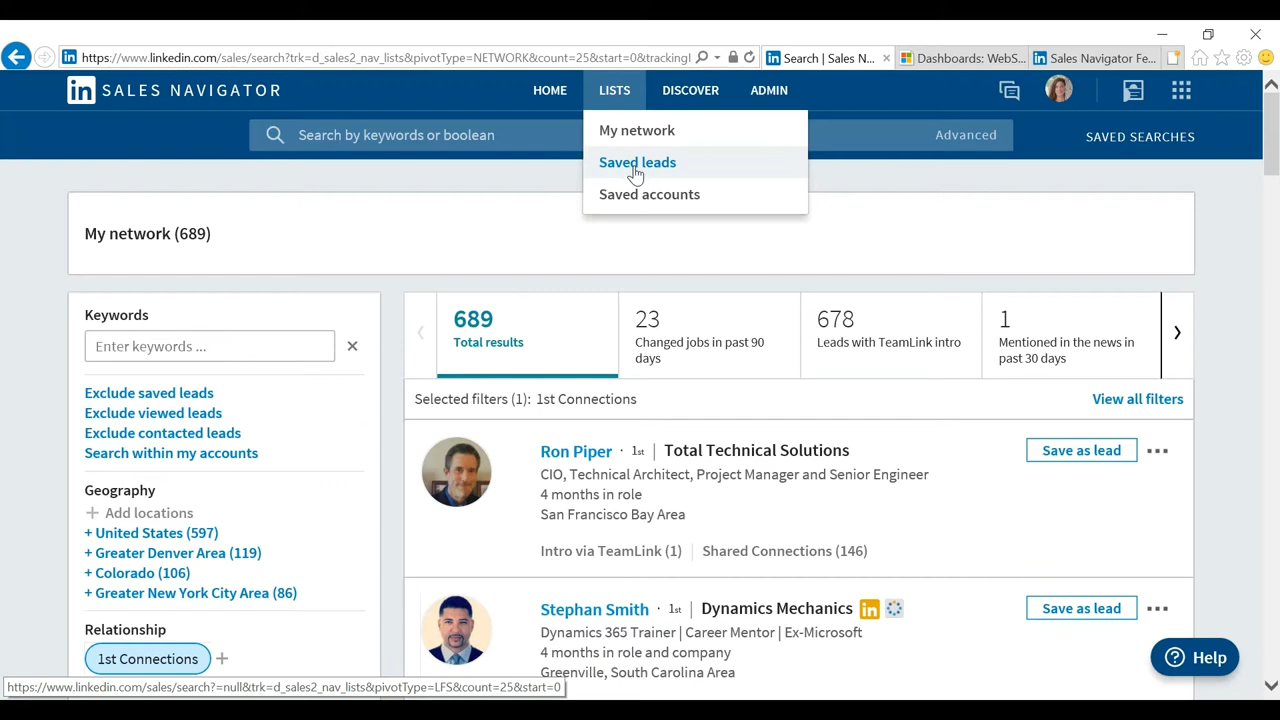 https://www.linkedin.com/sales/search?trk=d_sales2_nav_lists&pivotType=NETWORK&count=25&start=0&trackingI
Search | Sales N...
Dashboards: WebS...
Sales Navigator Fe...
in SALES NAVIGATOR
HOME
LISTS
DISCOVER
ADMIN
Search by keywords or boolean
Advanced
SAVED SEARCHES
My network
Saved leads
Saved accounts
My network (689)
Keywords
Enter keywords ...
Exclude saved leads
Exclude viewed leads
Exclude contacted leads
Search within my accounts
Geography
+ Add locations
+ United States (597)
+ Greater Denver Area (119)
+ Colorado (106)
+ Greater New York City Area (86)
Relationship
1st Connections +
689
Total results
23
Changed jobs in past 90
days
678
Leads with TeamLink intro
1
Mentioned in the news in
past 30 days
Selected filters (1): 1st Connections
View all filters
Ron Piper · 1st | Total Technical Solutions
CIO, Technical Architect, Project Manager and Senior Engineer
4 months in role
San Francisco Bay Area
Intro via TeamLink (1) | Shared Connections (146)
Save as lead
Stephan Smith · 1st | Dynamics Mechanics in
Dynamics 365 Trainer | Career Mentor | Ex-Microsoft
4 months in role and company
Greenville, South Carolina Area
Save as lead
Help
https://www.linkedin.com/sales/search?=null&trk=d_sales2_nav_lists&pivotType=LFS&count=25&start=0